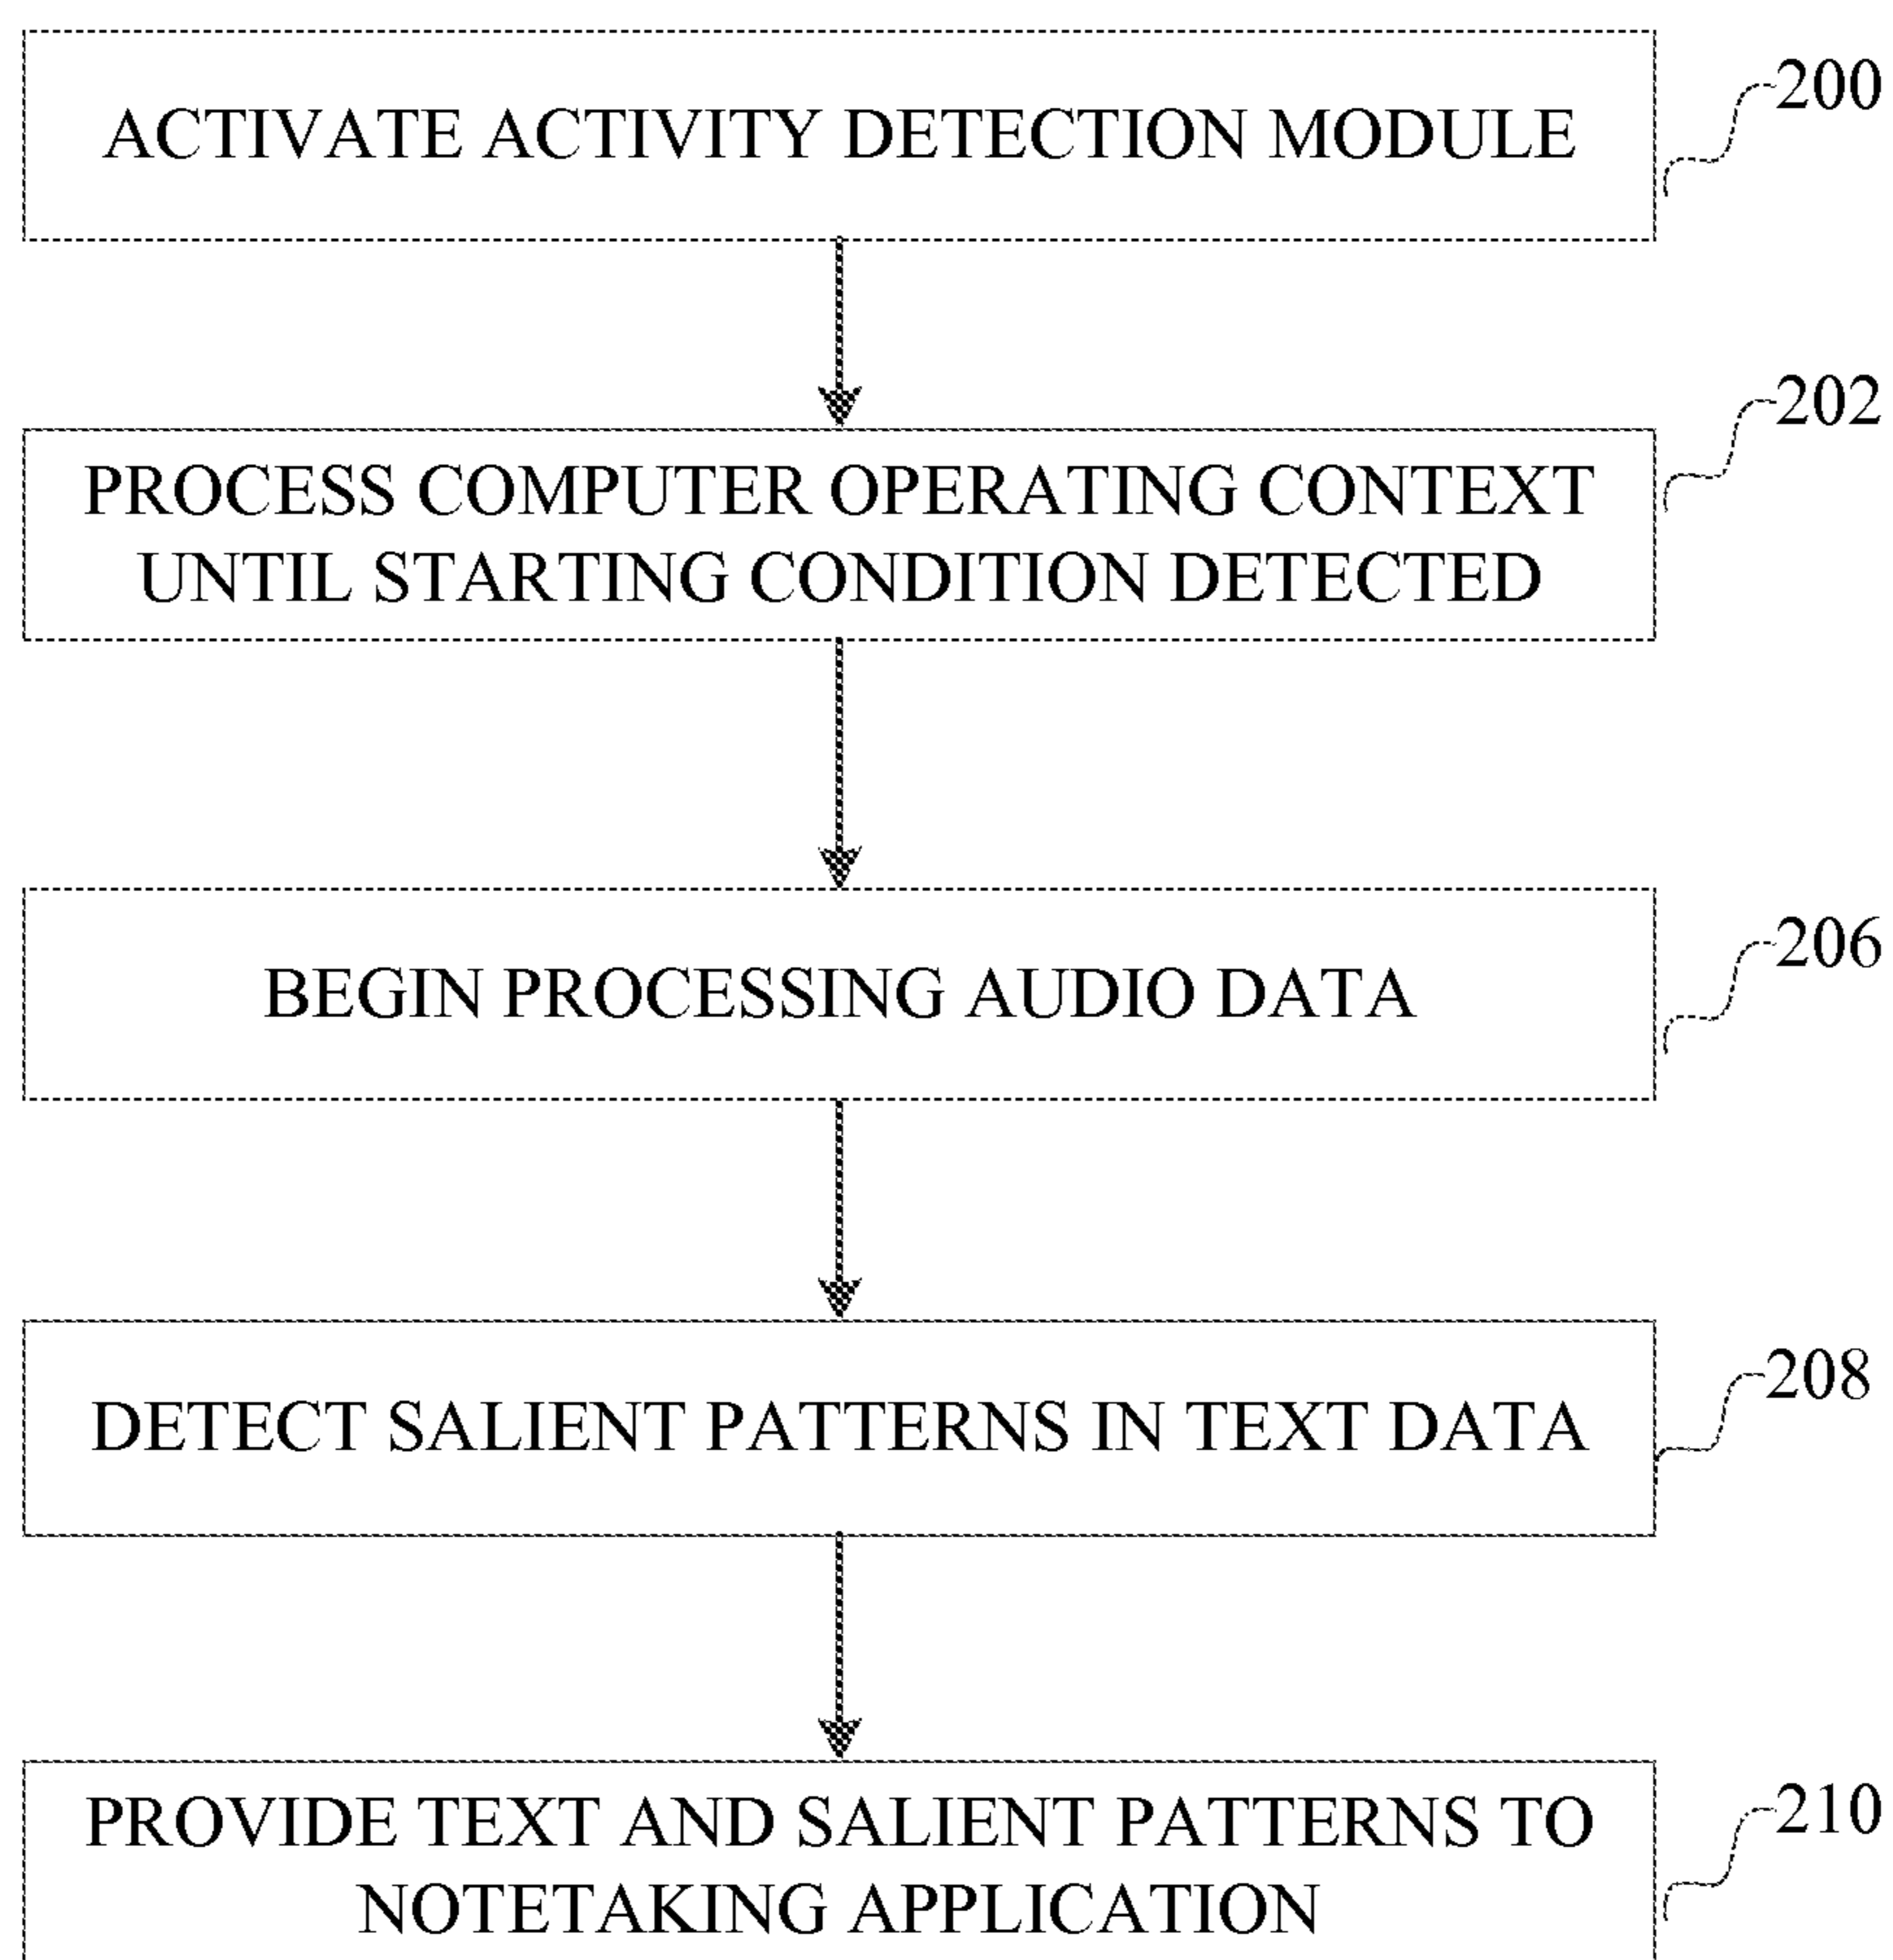 ACTIVATE ACTIVITY DETECTION MODULE
200
PROCESS COMPUTER OPERATING CONTEXT
UNTIL STARTING CONDITION DETECTED
202
BEGIN PROCESSING AUDIO DATA
206
DETECT SALIENT PATTERNS IN TEXT DATA
208
PROVIDE TEXT AND SALIENT PATTERNS TO
NOTETAKING APPLICATION
210